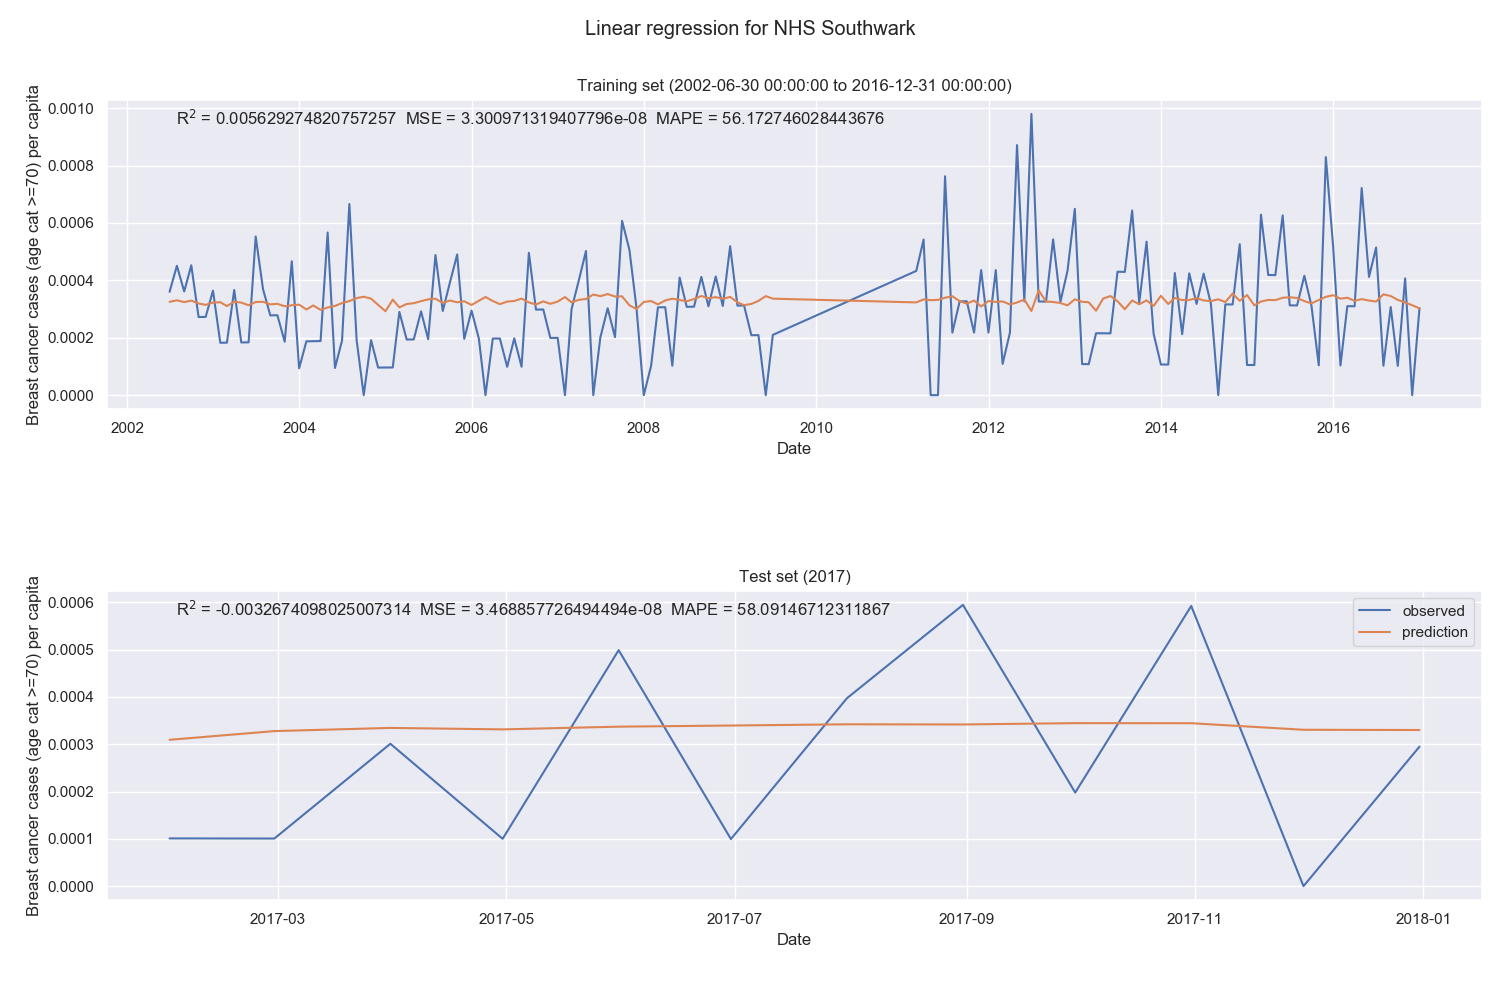 Linear regression for NHS Southwark
Training set (2002-06-30 00:00:00 to 2016-12-31 00:00:00)
R² = 0.005629274820757257 MSE = 3.300971319407796e-08 MAPE = 56.172746028443676
Breast cancer cases (age cat >=70) per capita
0.0010
0.0008
0.0006
0.0004
0.0002
0.0000
2002 2004 2006 2008 2010 2012 2014 2016
Date
Test set (2017)
R² = -0.0032674098025007314 MSE = 3.468857726494494e-08 MAPE = 58.09146712311867
observed
prediction
Breast cancer cases (age cat >=70) per capita
0.0006
0.0005
0.0004
0.0003
0.0002
0.0001
0.0000
2017-03 2017-05 2017-07 2017-09 2017-11 2018-01
Date